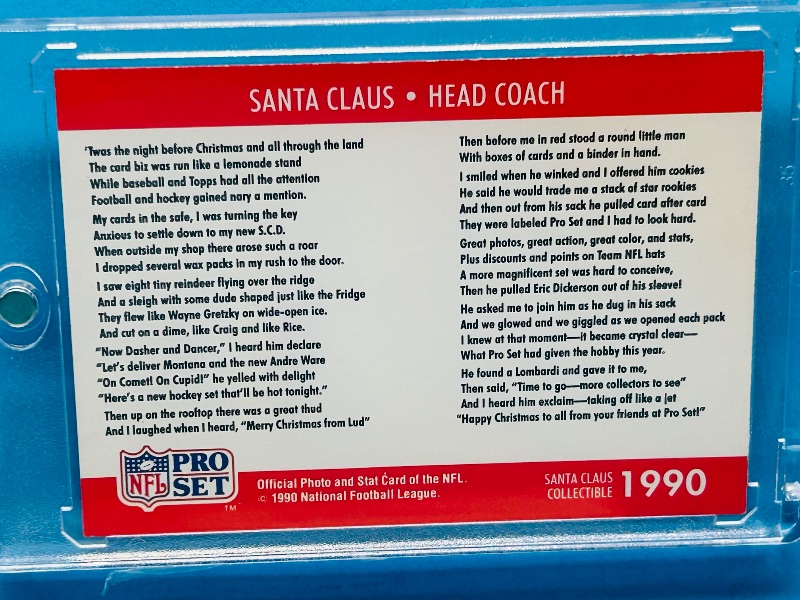 SANTA CLAUS • HEAD COACH
'Twas the night before Christmas and all through the land
The card biz was run like a lemonade stand
While baseball and Topps had all the attention
Football and hockey gained nary a mention.
My cards in the safe, I was turning the key
Anxious to settle down to my new S.C.D.
When outside my shop there arose such a roar
I dropped several wax packs in my rush to the door.
I saw eight tiny reindeer flying over the ridge
And a sleigh with some dude shaped just like the Fridge
They flew like Wayne Gretzky on wide-open ice.
And cut on a dime, like Craig and like Rice.
"Now Dasher and Dancer," I heard him declare
"Let's deliver Montana and the new Andre Ware
"On Comet! On Cupid!" he yelled with delight
"Here's a new hockey set that'll be hot tonight."
Then up on the rooftop there was a great thud
And I laughed when I heard, "Merry Christmas from Lud"
Then before me in red stood a round little man
With boxes of cards and a binder in hand.
I smiled when he winked and I offered him cookies
He said he would trade me a stack of star rookies
And then out from his sack he pulled card after card
They were labeled Pro Set and I had to look hard.
Great photos, great action, great color, and stats,
Plus discounts and points on Team NFL hats
A more magnificent set was hard to conceive,
Then he pulled Eric Dickerson out of his sleeve!
He asked me to join him as he dug in his sack
And we glowed and we giggled as we opened each pack
I knew at that moment—it became crystal clear—
What Pro Set had given the hobby this year.
He found a Lombardi and gave it to me,
Then said, "Time to go—more collectors to see"
And I heard him exclaim—taking off like a jet
"Happy Christmas to all from your friends at Pro Set!"
NFL PRO SET TM
Official Photo and Stat Card of the NFL.
© 1990 National Football League.
SANTA CLAUS COLLECTIBLE 1990